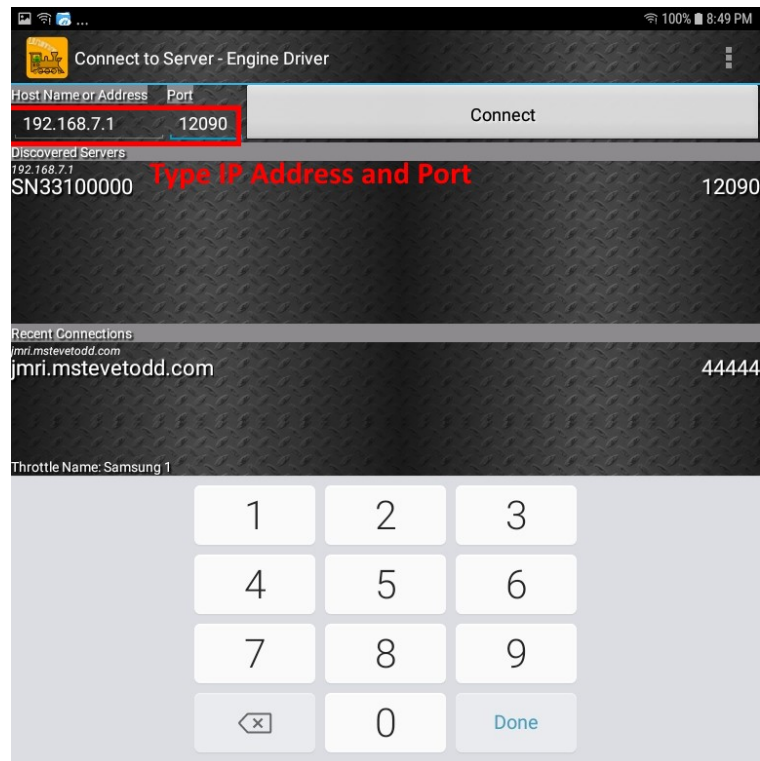 ... 100% 8:49 PM
Connect to Server - Engine Driver
Host Name or Address Port
192.168.7.1 12090 Connect
Discovered Servers
192.168.7.1
Type IP Address and Port
SN33100000 12090
Recent Connections
jmri.mstevetodd.com
jmri.mstevetodd.com 44444
Throttle Name: Samsung 1
1 2 3
4 5 6
7 8 9
0 Done